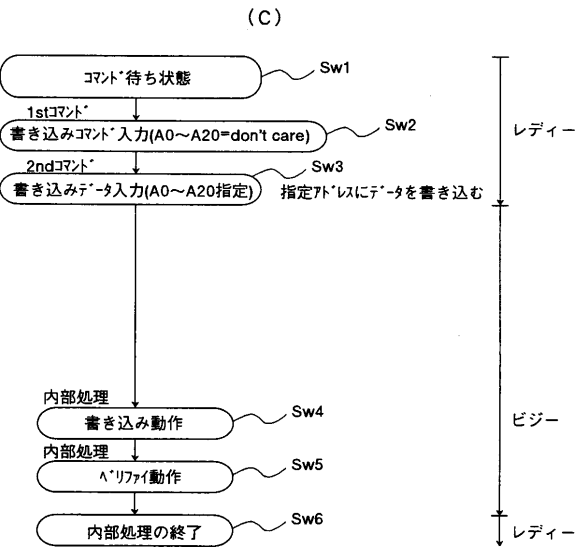 (C)
ｺﾏﾝﾄﾞ待ち状態
Sw1
1stｺﾏﾝﾄﾞ
書き込みｺﾏﾝﾄﾞ入力(A0～A20=don't care)
Sw2
レディー
2ndｺﾏﾝﾄﾞ
書き込みﾃﾞｰﾀ入力(A0～A20指定)
Sw3
指定ｱﾄﾞﾚｽにﾃﾞｰﾀを書き込む
内部処理
書き込み動作
Sw4
ビジー
内部処理
ﾍﾞﾘﾌｧｲ動作
Sw5
内部処理の終了
Sw6
レディー